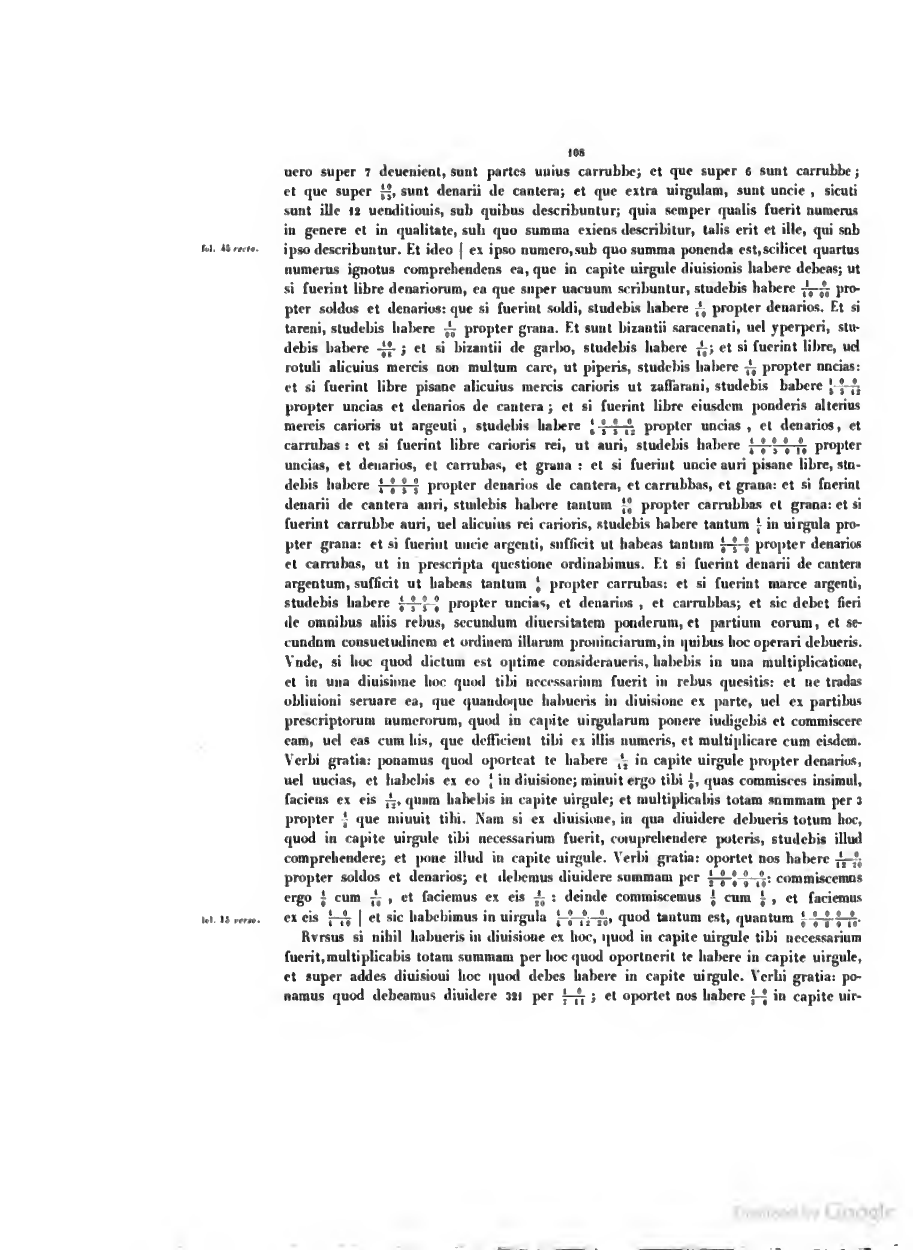 108
uero super 7 deuenient, sunt partes unius carrubbe; et que super 6 sunt carrubbe;
et que super sunt denarii de cantera; et que extra uirgulam, sunt uncie , sicuti
sunt ille 12 uenditionis, sub quibus describuntur; quia semper qualis fuerit numerus
in genere et in qualitate, sub quo summa exiens describitur, talis erit et ille, qui sub
fol. 45 recto.
ipso describuntur. Et ideo | ex ipso numero, sub quo summa ponenda est, scilicet quartus
numerus ignotus comprehendens ea, que in capite uirgule diuisionis habere debeas; ut
si fuerint libre denariorum, ea que super uacuum scribuntur, studebis habere pro-
pter soldos et denarios: que si fuerint soldi, studebis habere propter denarios. Et si
tareni, studebis habere propter grana. Et sunt bizantii saracenati, uel yperperi, stu-
debis habere ; et si bizantii de garbo, studebis habere ; et si fuerint libre, uel
rotuli alicuius mercis non multum care, ut piperis, studebis habere propter uncias:
et si fuerint libre pisane alicuius mercis carioris ut zaffarani, studebis habere
propter uncias et denarios de cantera ; et si fuerint libre eiusdem ponderis alterius
mercis carioris ut argenti , studebis habere propter uncias , et denarios, et
carrubas : et si fuerint libre carioris rei, ut auri, studebis habere propter
uncias, et denarios, et carrubas, et grana : et si fuerint uncie auri pisane libre, stu-
debis habere propter denarios de cantera, et carrubbas, et grana: et si fuerint
denarii de cantera auri, studebis habere tantum propter carrubbas et grana: et si
fuerint carrubbe auri, uel alicuius rei carioris, studebis habere tantum in uirgula pro-
pter grana: et si fuerint uncie argenti, sufficit ut habeas tantum propter denarios
et carrubas, ut in prescripta questione ordinabimus. Et si fuerint denarii de cantera
argentum, sufficit ut habeas tantum propter carrubas: et si fuerint marce argenti,
studebis habere propter uncias, et denarios , et carrubbas; et sic debet fieri
de omnibus aliis rebus, secundum diuersitatem ponderum, et partium eorum, et se-
cundum consuetudinem et ordinem illarum prouinciarum, in quibus hoc operari debueris.
Vnde, si hoc quod dictum est optime consideraueris, habebis in una multiplicatione,
et in una diuisione hoc quod tibi necessarium fuerit in rebus quesitis: et ne tradas
obliuioni seruare ea, que quandoque habueris in diuisione ex parte, uel ex partibus
prescriptorum numerorum, quod in capite uirgularum ponere iudigebis et commiscere
eam, uel eas cum his, que defficient tibi ex illis numeris, et multiplicare cum eisdem.
Verbi gratia: ponamus quod oporteat te habere 1/12 in capite uirgule propter denarios,
uel uncias, et habebis ex eo in diuisione; minuit ergo tibi quas commisces insimul,
faciens ex eis 1/12, quam habebis in capite uirgule; et multiplicabis totam summam per 3
propter que minuit tibi. Nam si ex diuisione, in qua diuidere debueris totum hoc,
quod in capite uirgule tibi necessarium fuerit, comprehendere poteris, studebis illud
comprehendere; et pone illud in capite uirgule. Verbi gratia: oportet nos habere
propter soldos et denarios; et debemus diuidere summam per : commiscemus
ergo cum , et faciemus ex eis 1/20 : deinde commiscemus cum , et faciemus
fol. 45 verso.
ex eis | et sic habebimus in uirgula quod tantum est, quantum
Rvrsus si nihil habueris in diuisione ex hoc, quod in capite uirgule tibi necessarium
fuerit, multiplicabis totam summam per hoc quod oportuerit te habere in capite uirgule,
et super addes diuisioui hoc quod debes habere in capite uirgule. Verbi gratia: po-
namus quod debeamus diuidere 321 per ; et oportet nos habere in capite uir-
Digitized by Google